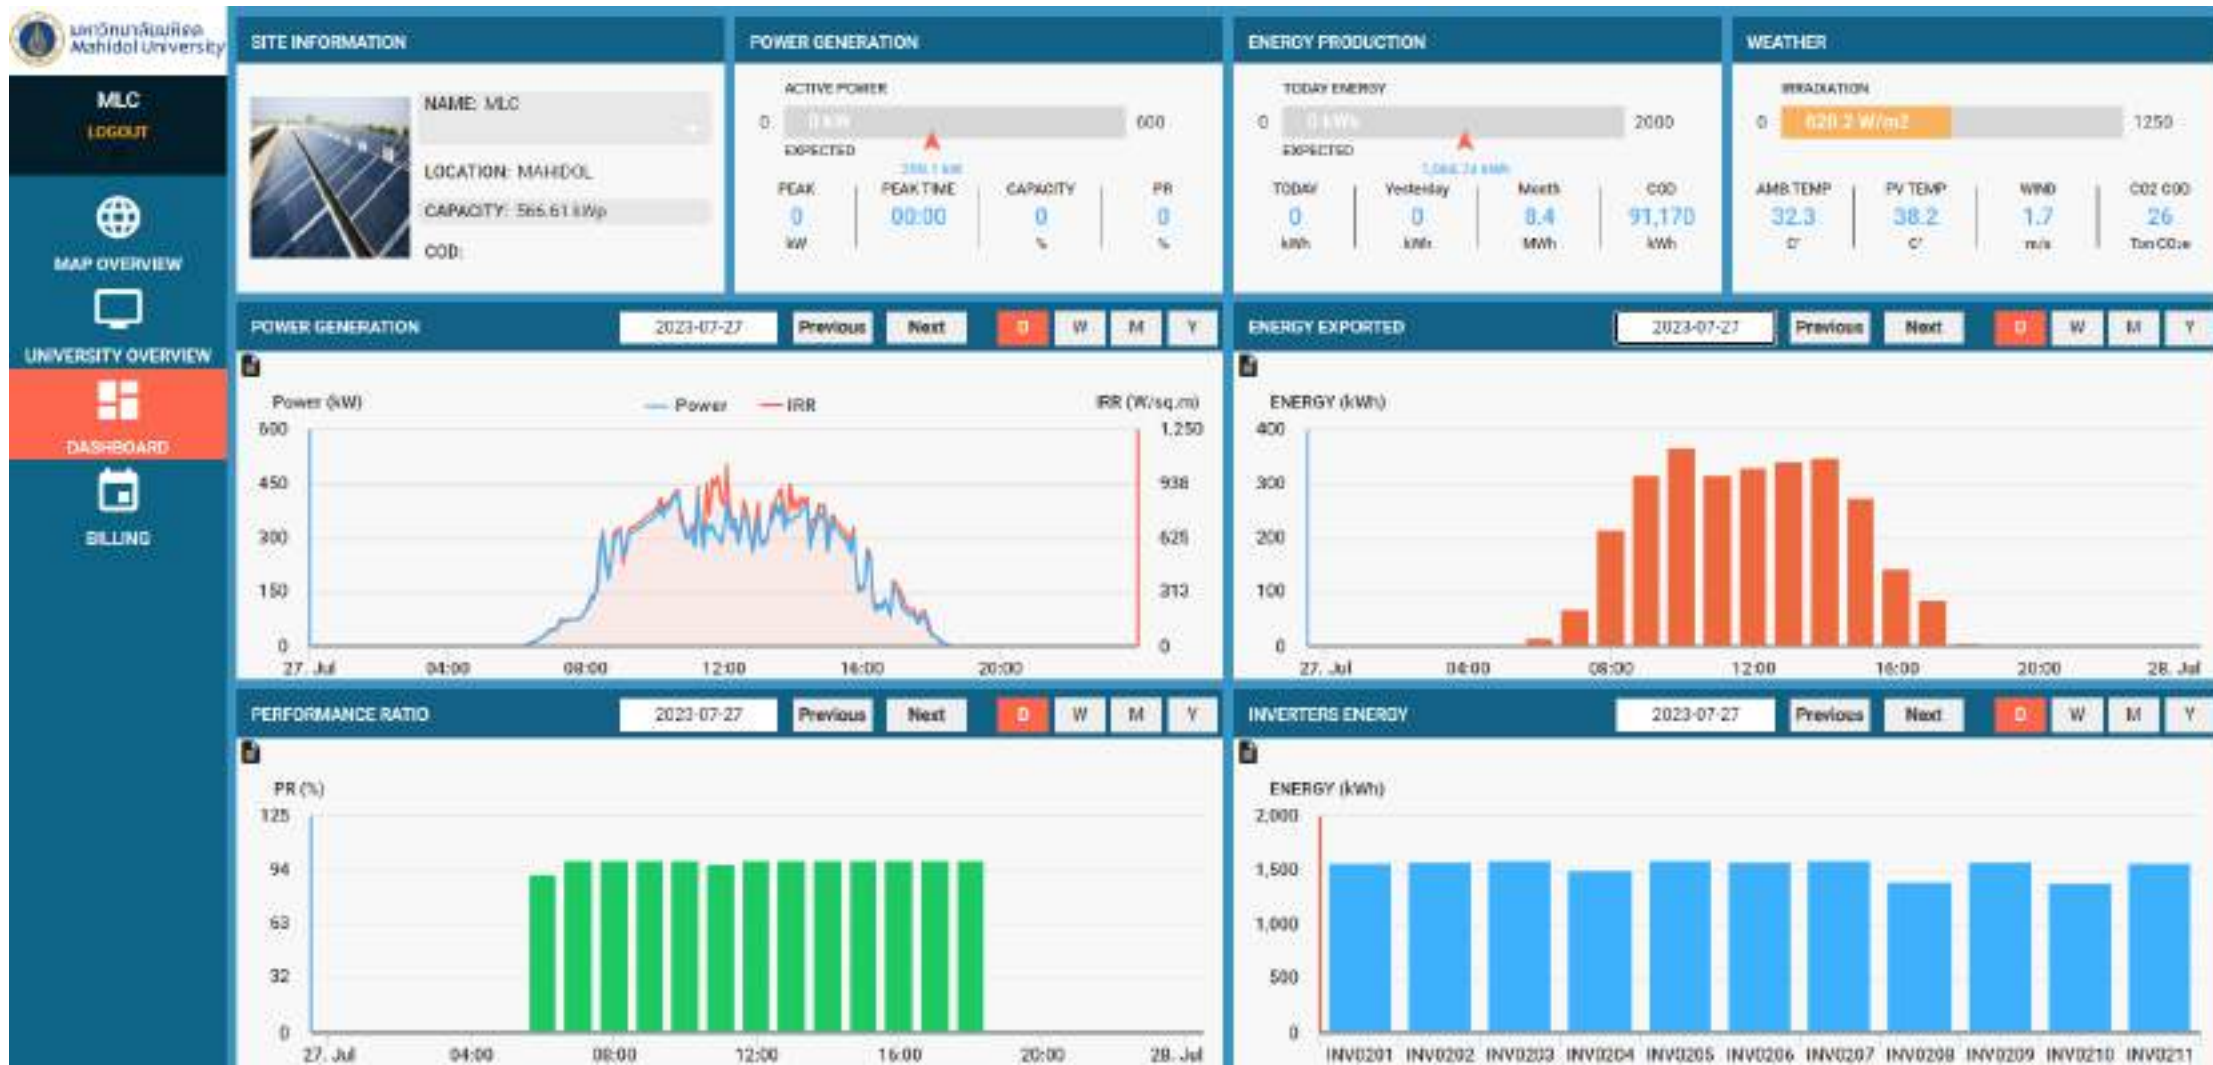 มหาวิทยาลัยมหิดล
Mahidol University
MLC
LOGOUT
MAP OVERVIEW
UNIVERSITY OVERVIEW
DASHBOARD
BILLING
SITE INFORMATION
NAME: MLC
LOCATION: MAHIDOL
CAPACITY: 566.61 kWp
COD:
POWER GENERATION
ACTIVE POWER
0 0 kW 600
EXPECTED
PEAK PEAK TIME CAPACITY PR
0 00:00 0 0
kW % %
ENERGY PRODUCTION
TODAY ENERGY
0 0 kWh 2000
EXPECTED
TODAY Yesterday Month COD
0 0 8.4 91,170
kWh kWh MWh kWh
WEATHER
IRRADIATION
0 620.2 W/m2 1250
AMB TEMP PV TEMP WIND CO2 COD
32.3 38.2 1.7 26
C° C° m/s Ton CO2e
POWER GENERATION 2023-07-27 Previous Next D W M Y
Power (kW) Power IRR IRR (W/sq.m)
600 1,250
450 938
300 625
150 313
0 0
27. Jul 04:00 08:00 12:00 16:00 20:00
ENERGY EXPORTED 2023-07-27 Previous Next D W M Y
ENERGY (kWh)
400
300
200
100
0
27. Jul 04:00 08:00 12:00 16:00 20:00 28. Jul
PERFORMANCE RATIO 2023-07-27 Previous Next D W M Y
PR (%)
125
94
63
32
0
27. Jul 04:00 08:00 12:00 16:00 20:00 28. Jul
INVERTERS ENERGY 2023-07-27 Previous Next D W M Y
ENERGY (kWh)
2,000
1,500
1,000
500
0
INV0201 INV0202 INV0203 INV0204 INV0205 INV0206 INV0207 INV0208 INV0209 INV0210 INV0211